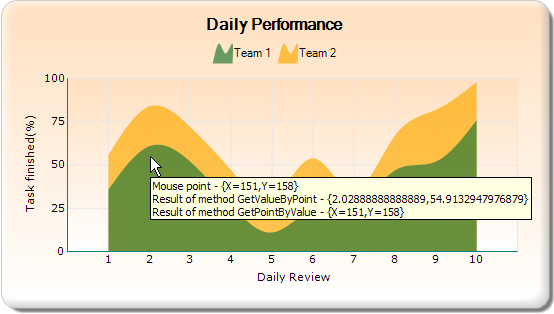 Daily Performance
Team 1 Team 2
100
75
50
25
0
Task finished(%)
Mouse point - {X=151,Y=158}
Result of method GetValueByPoint - {2.02888888888889,54.9132947976879}
Result of method GetPointByValue - {X=151,Y=158}
1 2 3 4 5 6 7 8 9 10
Daily Review